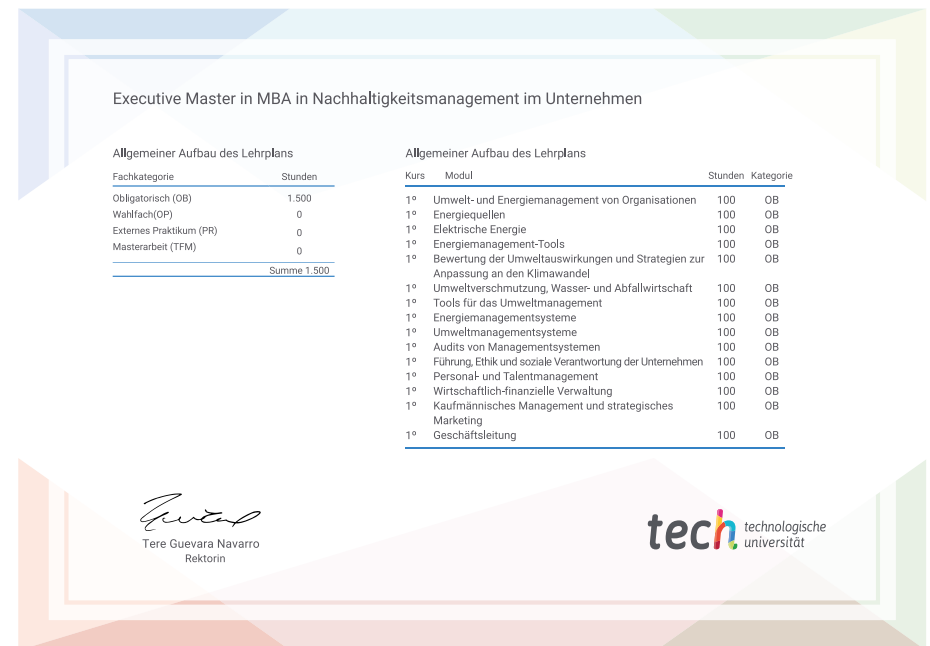 Executive Master in MBA in Nachhaltigkeitsmanagement im Unternehmen
Allgemeiner Aufbau des Lehrplans
Fachkategorie Stunden
Obligatorisch (OB) 1.500
Wahlfach(OP) 0
Externes Praktikum (PR) 0
Masterarbeit (TFM) 0
Summe 1.500
Allgemeiner Aufbau des Lehrplans
Kurs Modul Stunden Kategorie
1º Umwelt- und Energiemanagement von Organisationen 100 OB
1º Energiequellen 100 OB
1º Elektrische Energie 100 OB
1º Energiemanagement-Tools 100 OB
1º Bewertung der Umweltauswirkungen und Strategien zur 100 OB
Anpassung an den Klimawandel
1º Umweltverschmutzung, Wasser- und Abfallwirtschaft 100 OB
1º Tools für das Umweltmanagement 100 OB
1º Energiemanagementsysteme 100 OB
1º Umweltmanagementsysteme 100 OB
1º Audits von Managementsystemen 100 OB
1º Führung, Ethik und soziale Verantwortung der Unternehmen 100 OB
1º Personal- und Talentmanagement 100 OB
1º Wirtschaftlich-finanzielle Verwaltung 100 OB
1º Kaufmännisches Management und strategisches 100 OB
Marketing
1º Geschäftsleitung 100 OB
Tere Guevara Navarro
Rektorin
tech technologische
universität